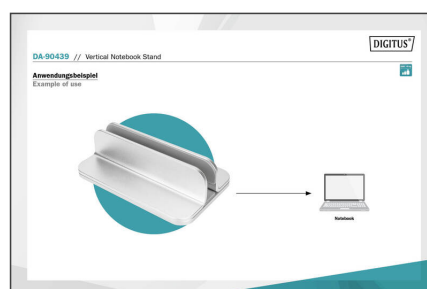 DIGITUS®
DA-90439 // Vertical Notebook Stand
Anwendungsbeispiel
Example of use
Notebook